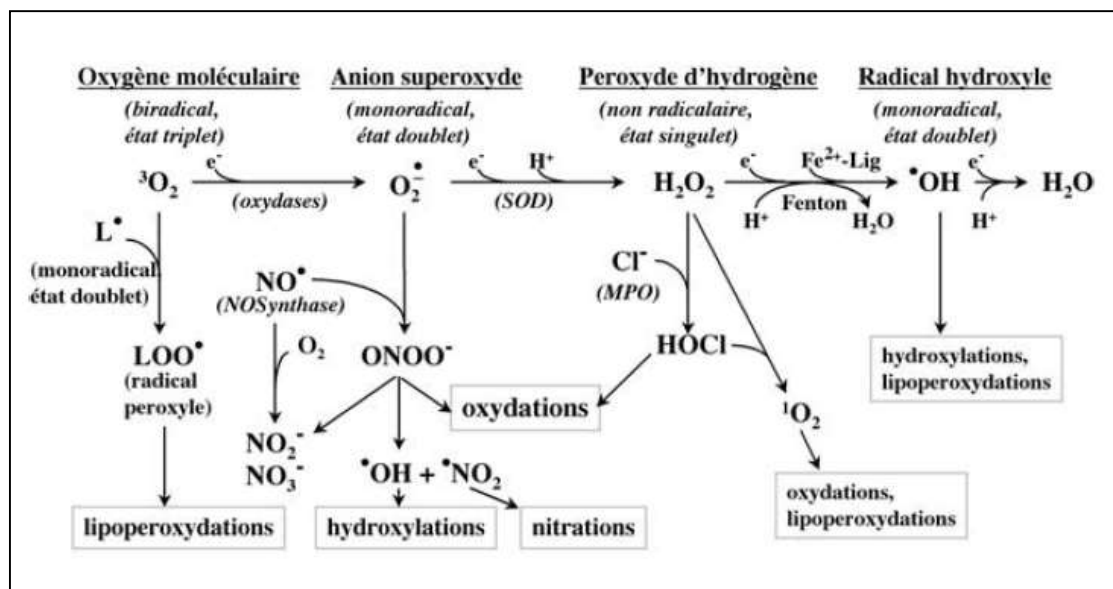 Oxygène moléculaire Anion superoxyde Peroxyde d'hydrogène Radical hydroxyle
(biradical, (monoradical, (non radicalaire, (monoradical,
état triplet) état doublet) état singulet) état doublet)
e⁻ e⁻ H⁺ e⁻ Fe²⁺-Lig e⁻
³O₂ O₂•⁻ H₂O₂ •OH H₂O
(oxydases) (SOD) H⁺ Fenton H₂O H⁺
L•
(monoradical
état doublet)
NO•
(NOSynthase)
Cl⁻
(MPO)
O₂
LOO• ONOO⁻ HOCl
(radical
peroxyle)
hydroxylations,
lipoperoxydations
oxydations
¹O₂
NO₂⁻
NO₃⁻
•OH + •NO₂
oxydations,
lipoperoxydations
lipoperoxydations hydroxylations nitrations